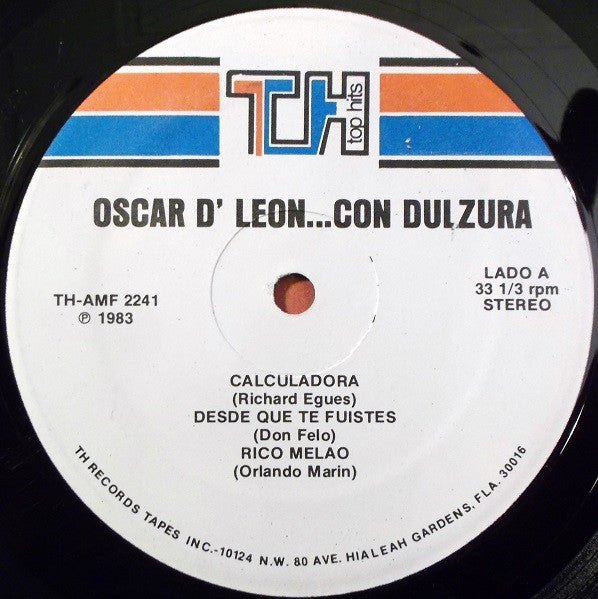 TH
top hits
OSCAR D' LEON...CON DULZURA
TH-AMF 2241
℗ 1983
LADO A
33 1/3 rpm
STEREO
CALCULADORA
(Richard Egues)
DESDE QUE TE FUISTES
(Don Felo)
RICO MELAO
(Orlando Marin)
TH RECORDS TAPES INC.-10124 N.W. 80 AVE. HIALEAH GARDENS, FLA. 30016